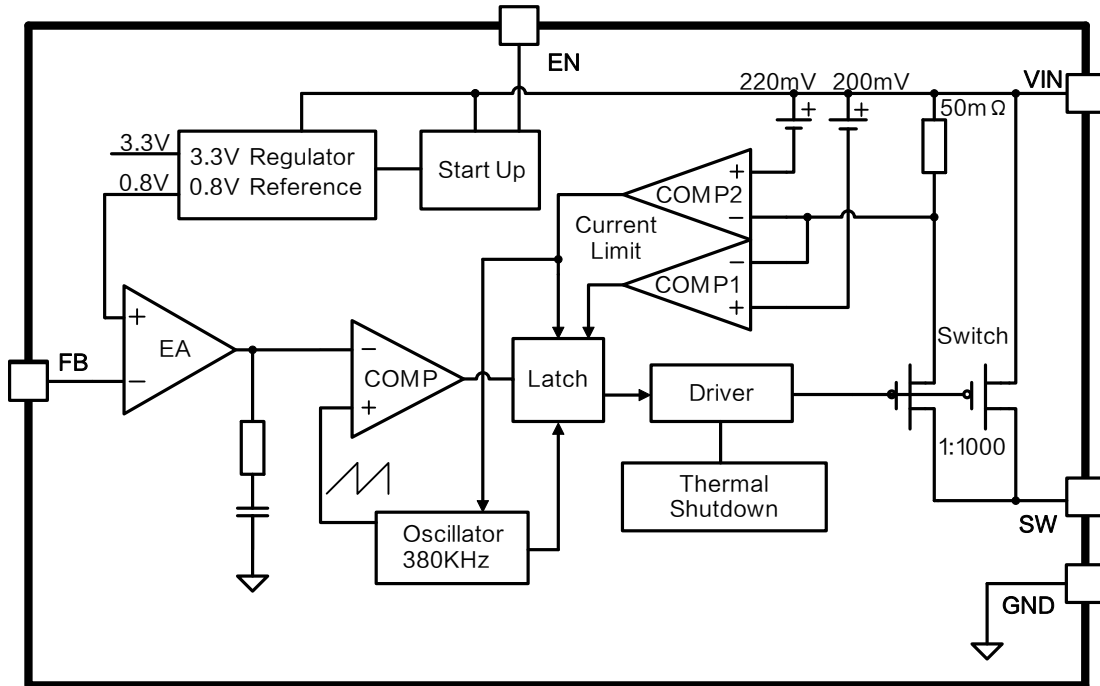 EN
220mV
200mV
VIN
+
+
50mΩ
3.3V
3.3V Regulator
0.8V
0.8V Reference
Start Up
+
COMP2
−
Current
Limit
−
COMP1
+
+
EA
FB
−
−
COMP
+
Latch
Driver
Switch
1:1000
Thermal
Shutdown
Oscillator
380KHz
SW
GND